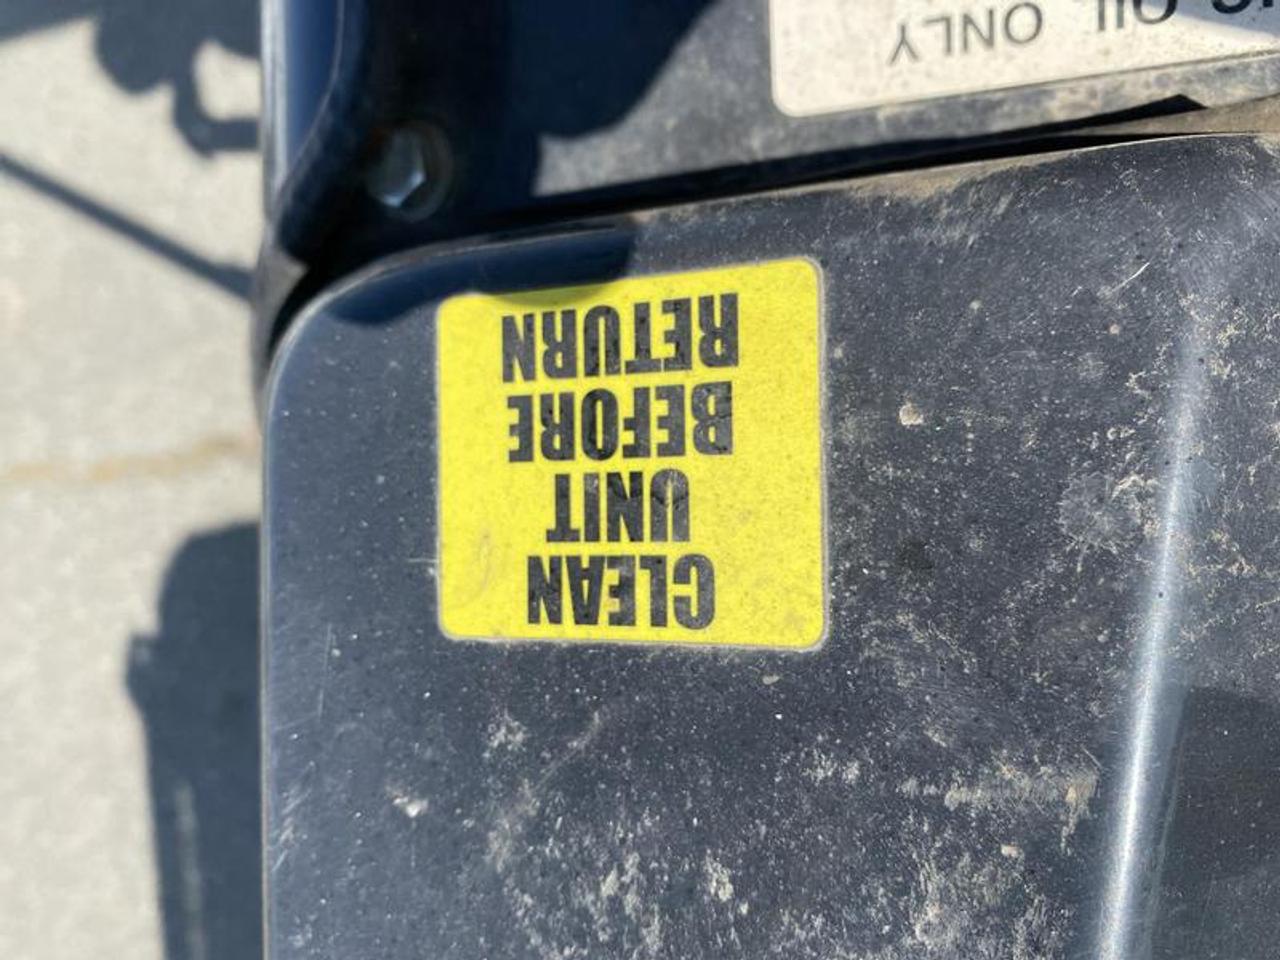 CLEAN
UNIT
BEFORE
RETURN
OIL ONLY